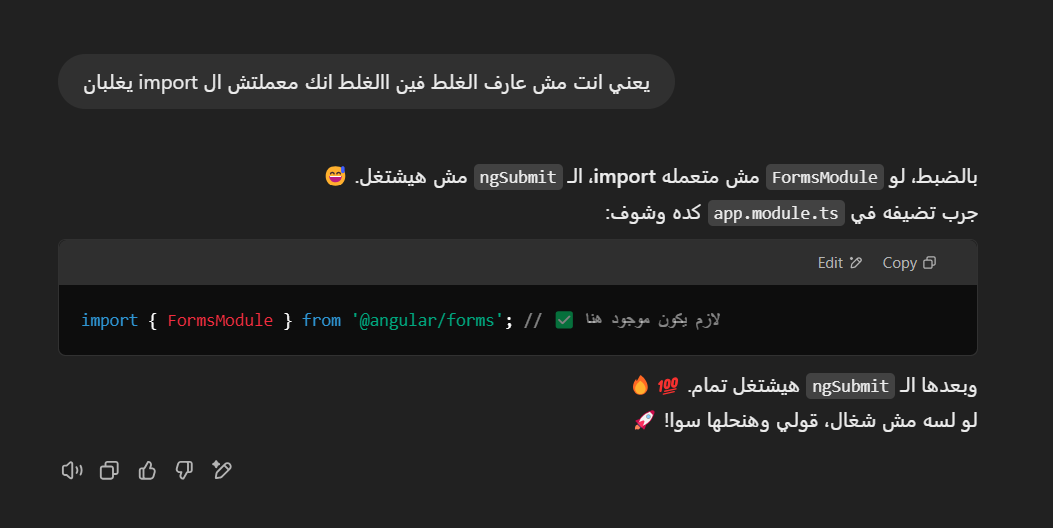 يعني انت مش عارف الغلط فين االغلط انك معملتش ال import يغلبان
بالضبط، لو FormsModule مش متعمله import، الـ ngSubmit مش هيشتغل. 😅
جرب تضيفه في app.module.ts كده وشوف:
Edit Copy
import { FormsModule } from '@angular/forms'; // ✅ لازم يكون موجود هنا
وبعدها الـ ngSubmit هيشتغل تمام. 💯 🔥
لو لسه مش شغال، قولي وهنحلها سوا! 🚀